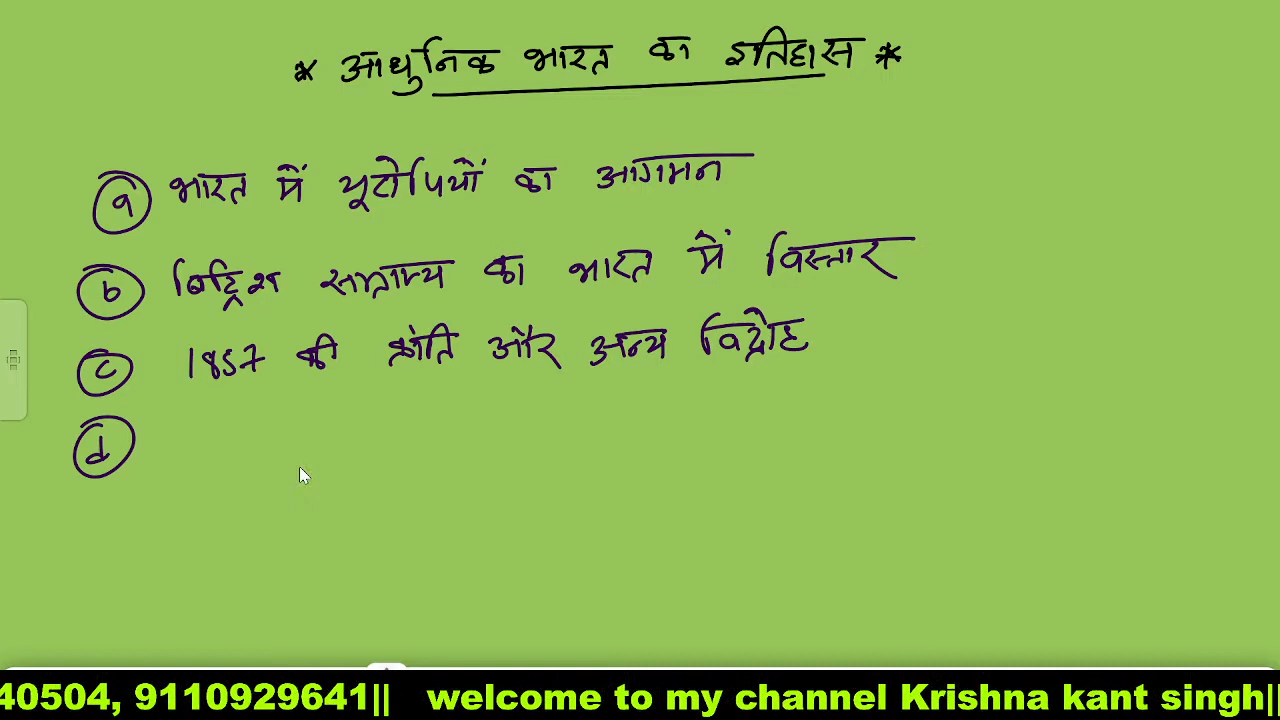 * आधुनिक भारत का इतिहास *
a भारत में यूरोपियों का आगमन
b ब्रिट्रिश साम्राज्य का भारत में विस्तार
c 1857 की क्रांति और अन्य विद्रोह
d
40504, 9110929641|| welcome to my channel Krishna kant singh||